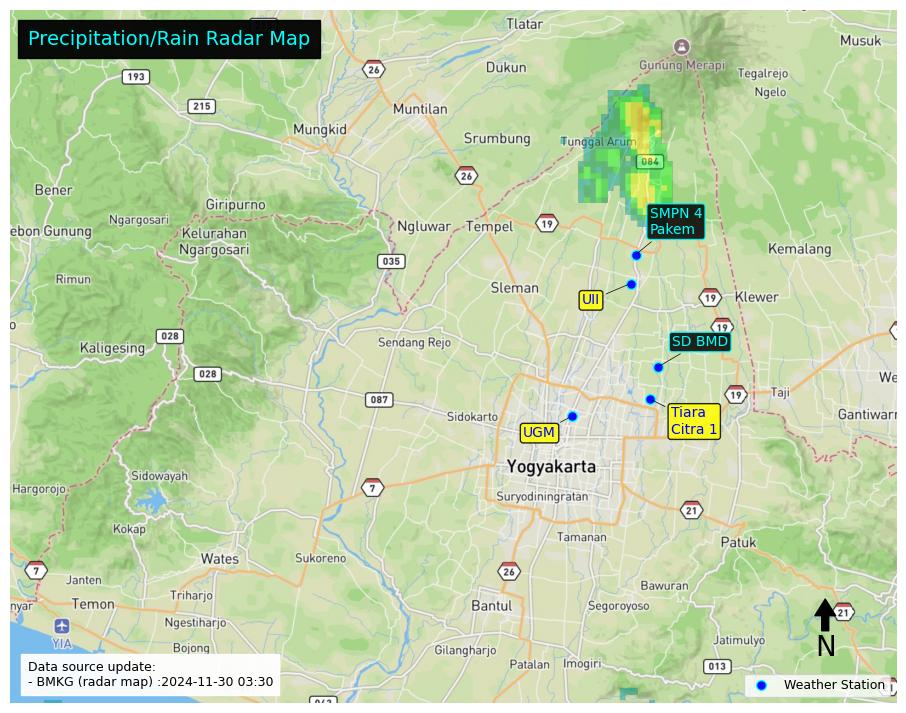 Precipitation/Rain Radar Map
Tlatar
Musuk
26
Dukun
Gunung Merapi
Tegalrejo
193
Ngelo
215
Muntilan
Mungkid
Srumbung
Tunggal Arum
084
26
Bener
Giripurno
Ngargosari
SMPN 4
Pakem
ebon Gunung
Kelurahan
Ngargosari
Ngluwar
Tempel
19
Kemalang
035
Rimun
Sleman
UII
19
Klewer
19
028
Sendang Rejo
SD BMD
Kaligesing
028
We
087
19
Taji
Sidokarto
Tiara
Citra 1
Gantiwarn
UGM
Yogyakarta
Sidowayah
Hargorojo
7
Suryodiningratan
21
Kokap
Tamanan
Patuk
Wates
Sukoreno
7
26
Janten
Triharjo
Bawuran
nyar
Temon
Bantul
Segoroyoso
21
Ngestiharjo
YIA
N
Bojong
Gilangharjo
Jatimulyo
Patalan
Imogiri
013
Data source update:
- BMKG (radar map) :2024-11-30 03:30
Weather Station